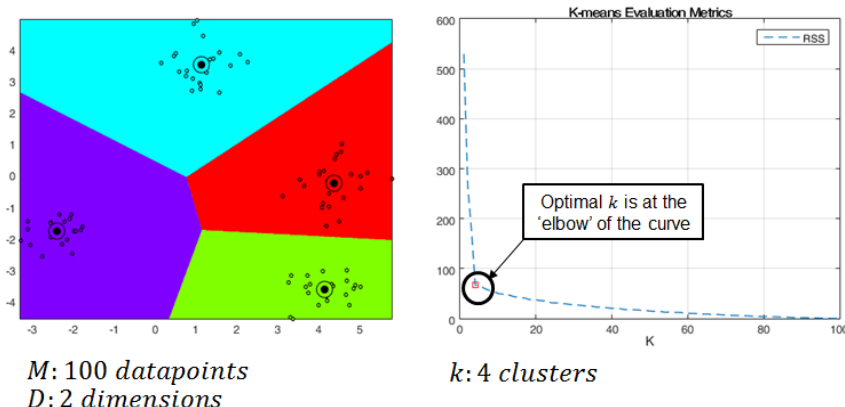 4
3
2
1
0
-1
-2
-3
-4
-3 -2 -1 0 1 2 3 4 5
M: 100 datapoints
D: 2 dimensions
K-means Evaluation Metrics
RSS
600
500
400
300
200
100
0
Optimal k is at the
‘elbow’ of the curve
0 20 40 60 80 100
K
k: 4 clusters